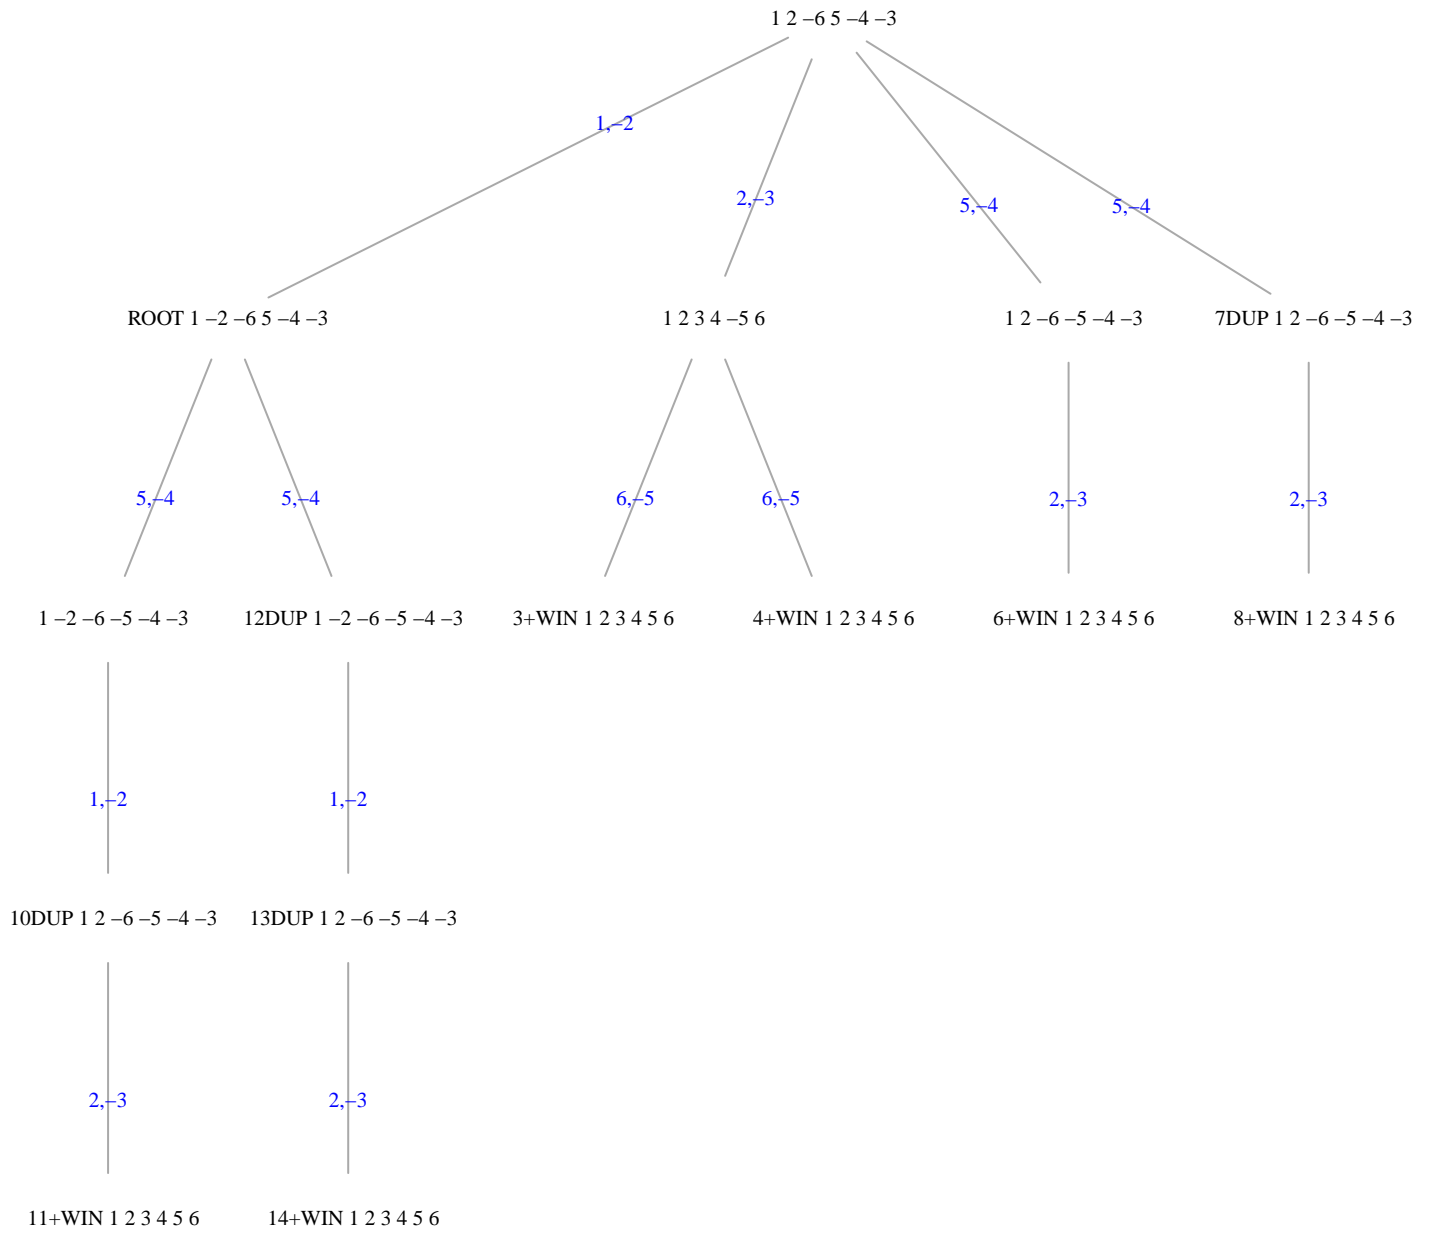 1 2 −6 5 −4 −3
1,−2
2,−3
5,−4
5,−4
ROOT 1 −2 −6 5 −4 −3
1 2 3 4 −5 6
1 2 −6 −5 −4 −3
7DUP 1 2 −6 −5 −4 −3
5,−4
5,−4
6,−5
6,−5
2,−3
2,−3
1 −2 −6 −5 −4 −3
12DUP 1 −2 −6 −5 −4 −3
3+WIN 1 2 3 4 5 6
4+WIN 1 2 3 4 5 6
6+WIN 1 2 3 4 5 6
8+WIN 1 2 3 4 5 6
1,−2
1,−2
10DUP 1 2 −6 −5 −4 −3
13DUP 1 2 −6 −5 −4 −3
2,−3
2,−3
11+WIN 1 2 3 4 5 6
14+WIN 1 2 3 4 5 6